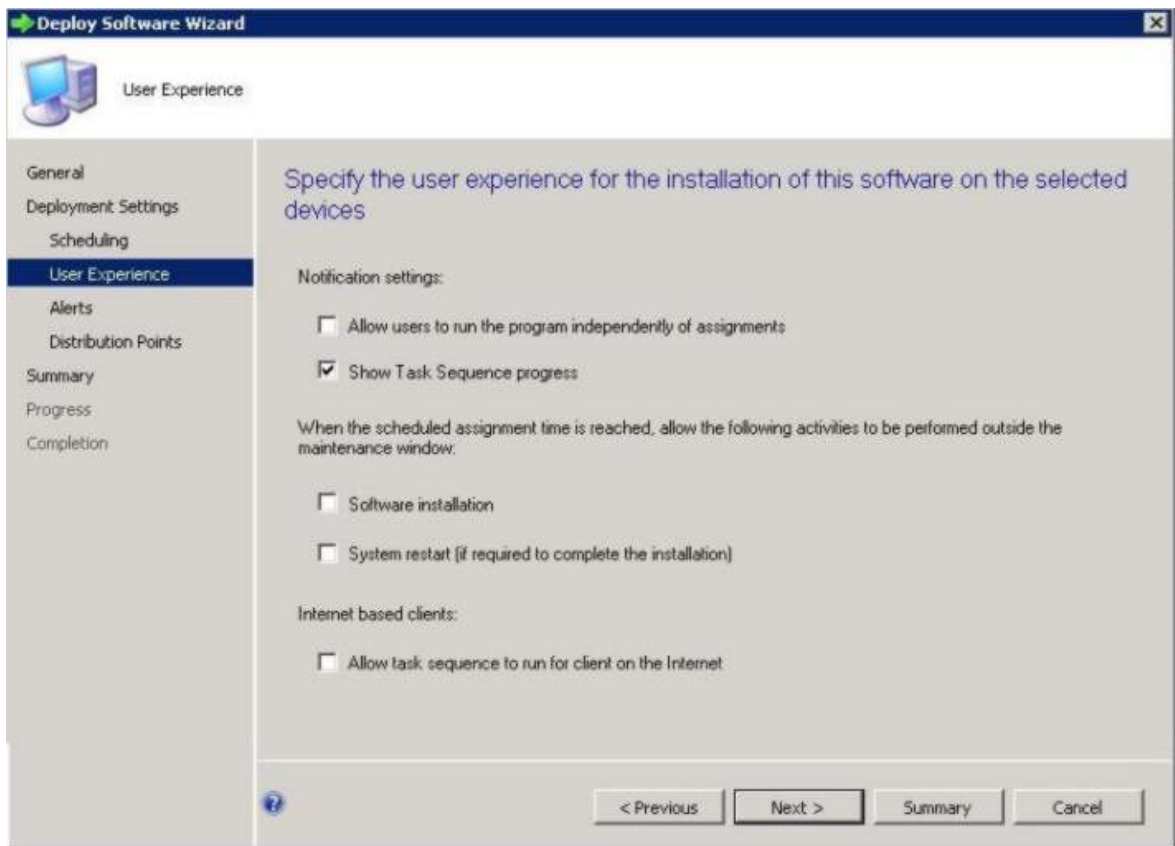 Deploy Software Wizard
User Experience
General
Deployment Settings
Scheduling
User Experience
Alerts
Distribution Points
Summary
Progress
Completion
Specify the user experience for the installation of this software on the selected
devices
Notification settings:
Allow users to run the program independently of assignments
Show Task Sequence progress
When the scheduled assignment time is reached, allow the following activities to be performed outside the
maintenance window:
Software installation
System restart (if required to complete the installation)
Internet based clients:
Allow task sequence to run for client on the Internet
< Previous
Next >
Summary
Cancel